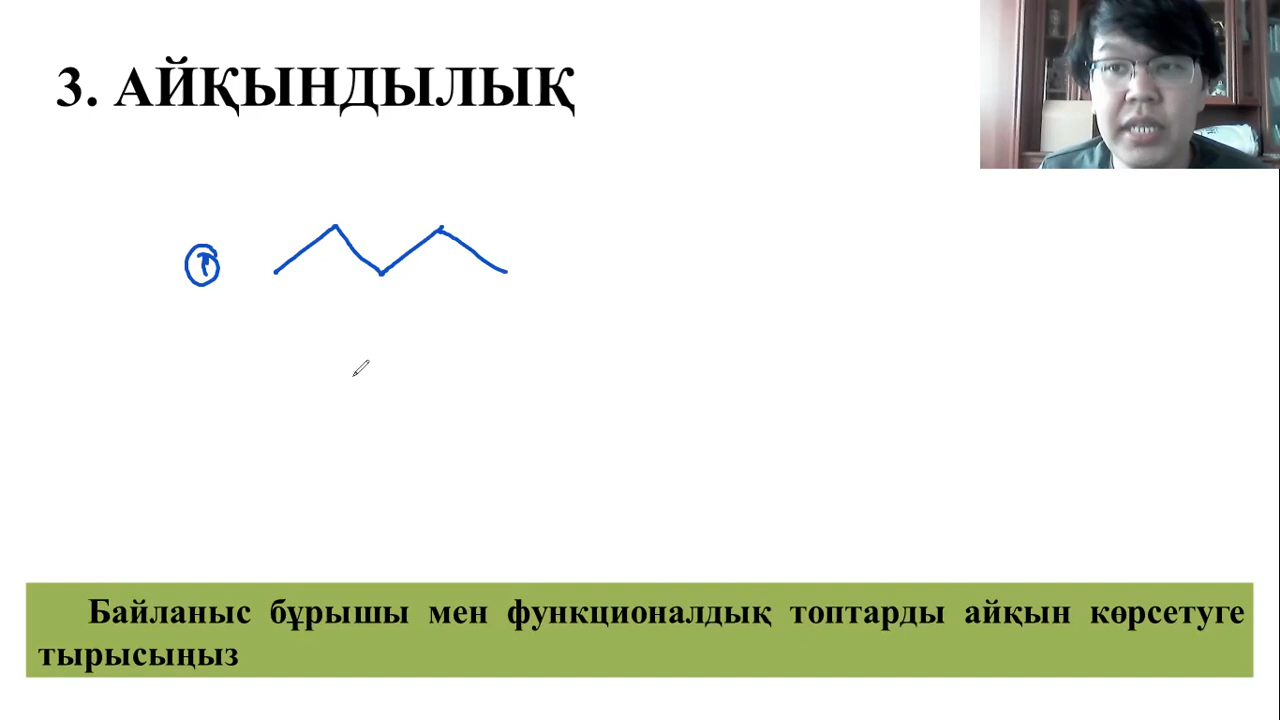 3. АЙҚЫНДЫЛЫҚ
Байланыс бұрышы мен функционалдық топтарды айқын көрсетуге
тырысыңыз